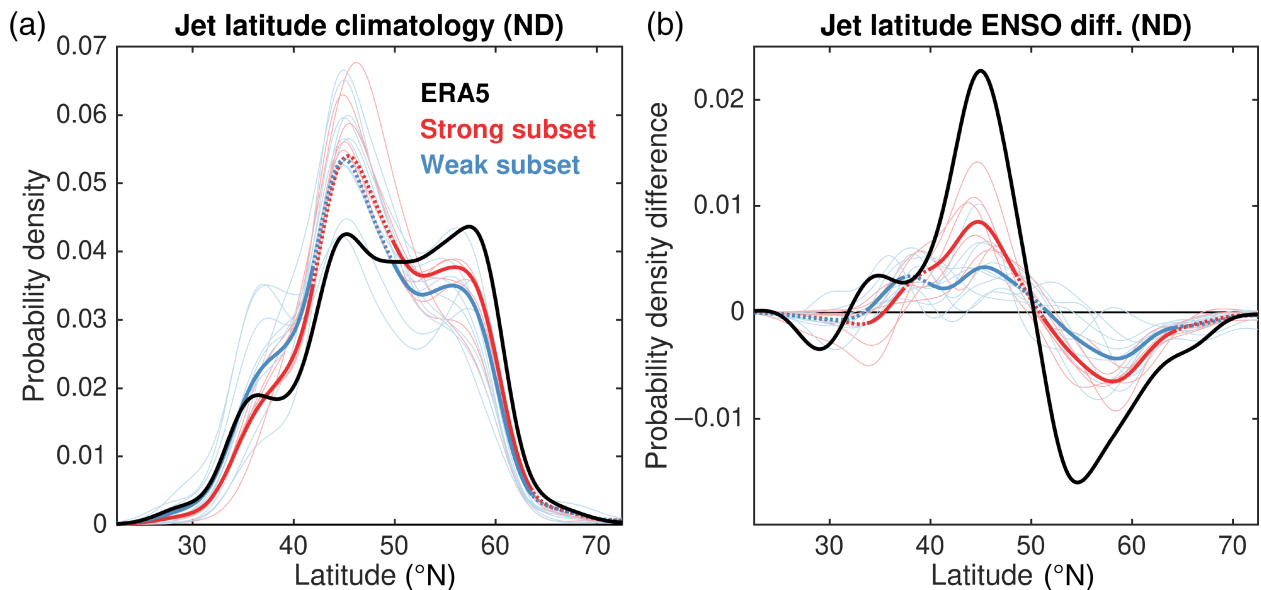 (a)
Jet latitude climatology (ND)
0.07
0.06
0.05
0.04
0.03
0.02
0.01
0
Probability density
ERA5
Strong subset
Weak subset
30 40 50 60 70
Latitude (°N)
(b)
Jet latitude ENSO diff. (ND)
0.02
0.01
0
−0.01
Probability density difference
30 40 50 60 70
Latitude (°N)